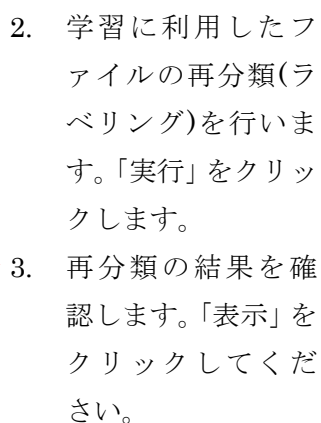 2. 学習に利用したフ
ァイルの再分類(ラ
ベリング)を行いま
す。「実行」をクリッ
クします。
3. 再分類の結果を確
認します。「表示」を
クリックしてくだ
さい。